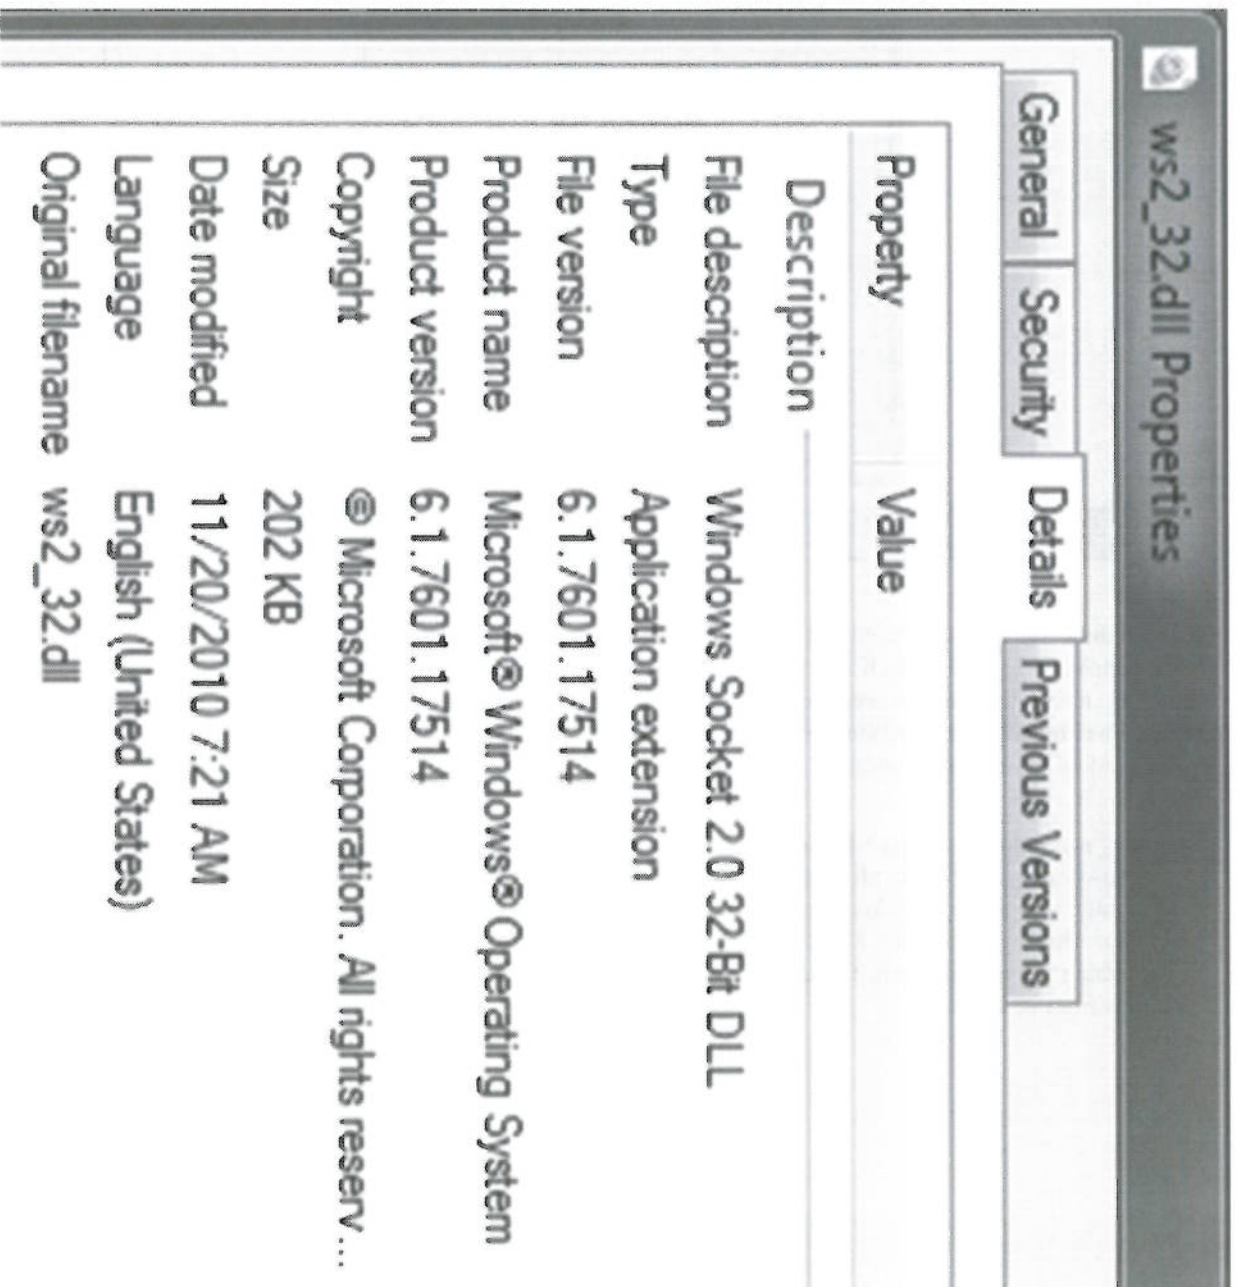 ws2_32.dll Properties
General Security Details Previous Versions
Property Value
Description
File description Windows Socket 2.0 32-Bit DLL
Type Application extension
File version 6.1.7601.17514
Product name Microsoft® Windows® Operating System
Product version 6.1.7601.17514
Copyright © Microsoft Corporation. All rights reserv...
Size 202 KB
Date modified 11/20/2010 7:21 AM
Language English (United States)
Original filename ws2_32.dll